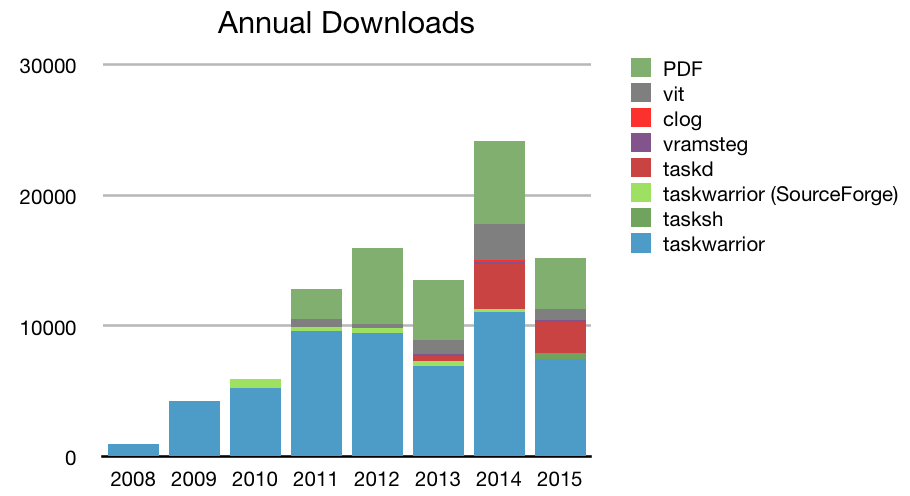 Annual Downloads
30000
20000
10000
0
2008 2009 2010 2011 2012 2013 2014 2015
PDF
vit
clog
vramsteg
taskd
taskwarrior (SourceForge)
tasksh
taskwarrior